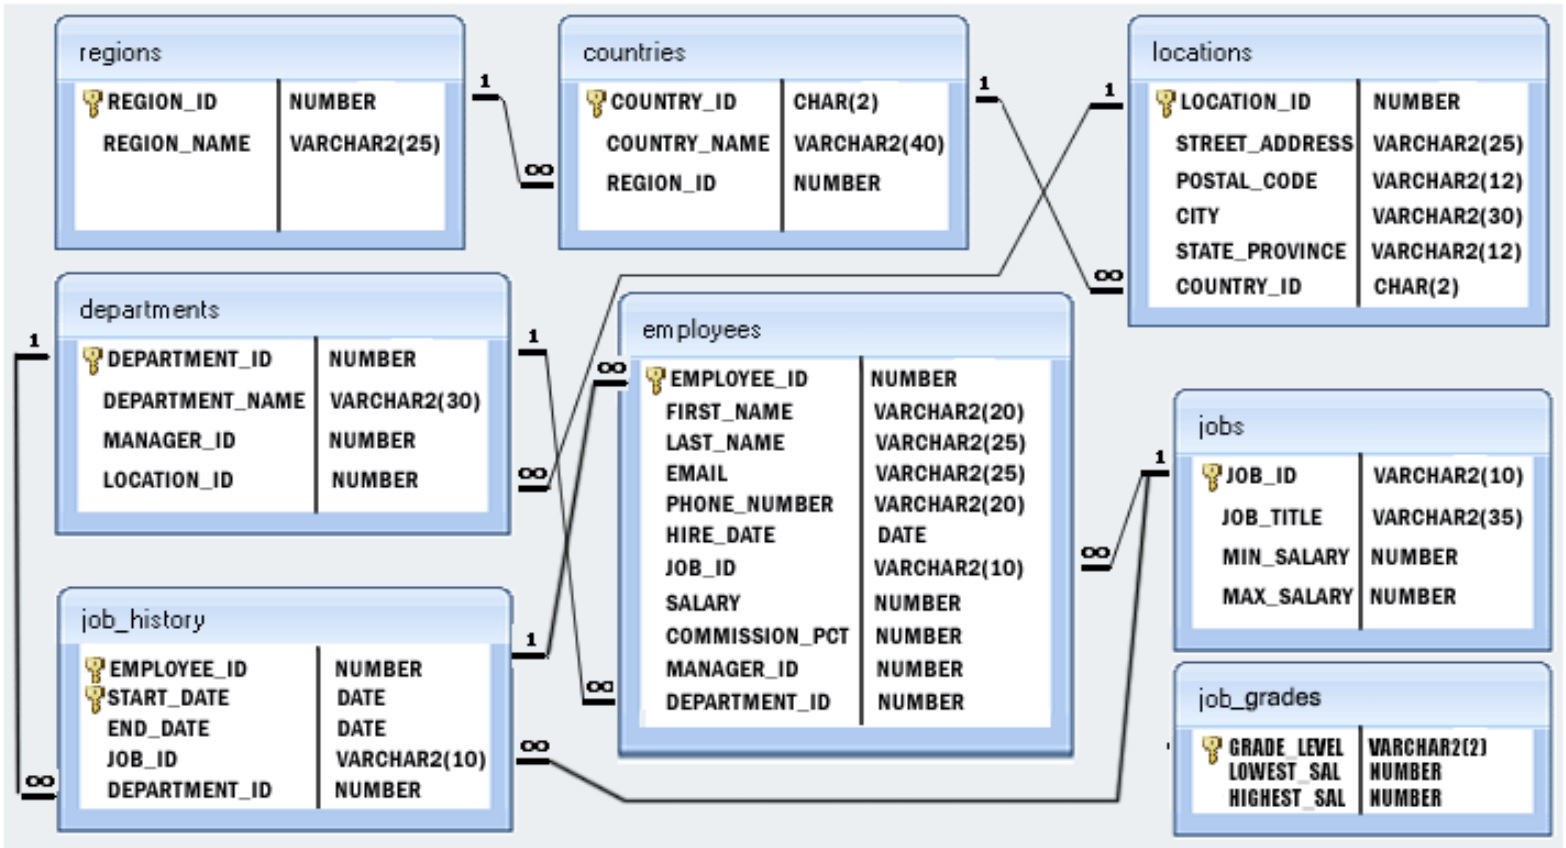 regions
REGION_ID NUMBER
REGION_NAME VARCHAR2(25)
1
∞
countries
COUNTRY_ID CHAR(2)
COUNTRY_NAME VARCHAR2(40)
REGION_ID NUMBER
1
∞
locations
LOCATION_ID NUMBER
STREET_ADDRESS VARCHAR2(25)
POSTAL_CODE VARCHAR2(12)
CITY VARCHAR2(30)
STATE_PROVINCE VARCHAR2(12)
COUNTRY_ID CHAR(2)
1
∞
departments
DEPARTMENT_ID NUMBER
DEPARTMENT_NAME VARCHAR2(30)
MANAGER_ID NUMBER
LOCATION_ID NUMBER
1
∞
1
∞
employees
EMPLOYEE_ID NUMBER
FIRST_NAME VARCHAR2(20)
LAST_NAME VARCHAR2(25)
EMAIL VARCHAR2(25)
PHONE_NUMBER VARCHAR2(20)
HIRE_DATE DATE
JOB_ID VARCHAR2(10)
SALARY NUMBER
COMMISSION_PCT NUMBER
MANAGER_ID NUMBER
DEPARTMENT_ID NUMBER
∞
1
jobs
JOB_ID VARCHAR2(10)
JOB_TITLE VARCHAR2(35)
MIN_SALARY NUMBER
MAX_SALARY NUMBER
job_history
EMPLOYEE_ID NUMBER
START_DATE DATE
END_DATE DATE
JOB_ID VARCHAR2(10)
DEPARTMENT_ID NUMBER
1
∞
∞
job_grades
GRADE_LEVEL VARCHAR2(2)
LOWEST_SAL NUMBER
HIGHEST_SAL NUMBER